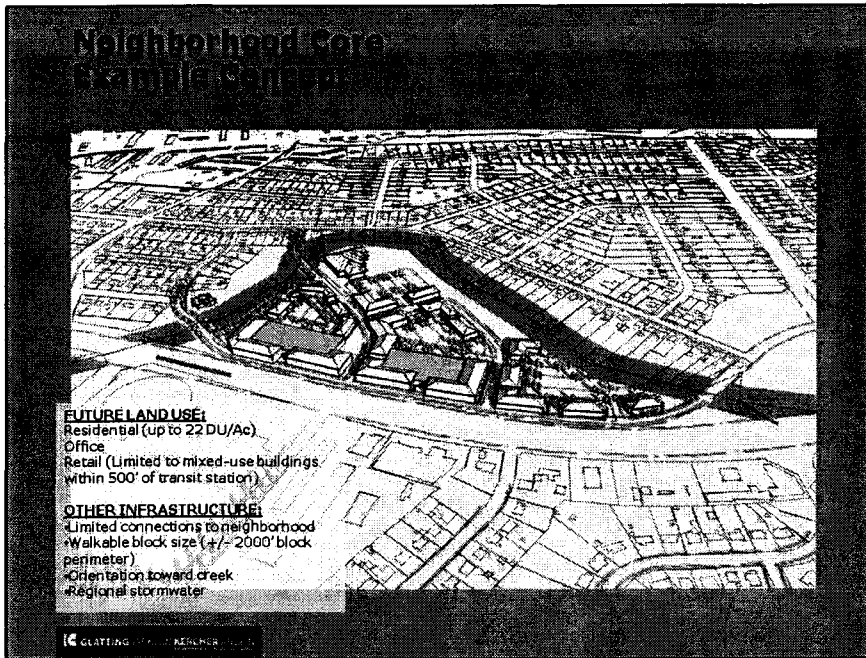 Neighborhood Core
Example Concept
FUTURE LAND USE:
Residential (up to 22 DU/Ac)
Office
Retail (Limited to mixed-use buildings
within 500' of transit station)
OTHER INFRASTRUCTURE:
•Limited connections to neighborhood
•Walkable block size (+/- 2000' block
perimeter)
•Orientation toward creek
•Regional stormwater
GLATTING KERCHER